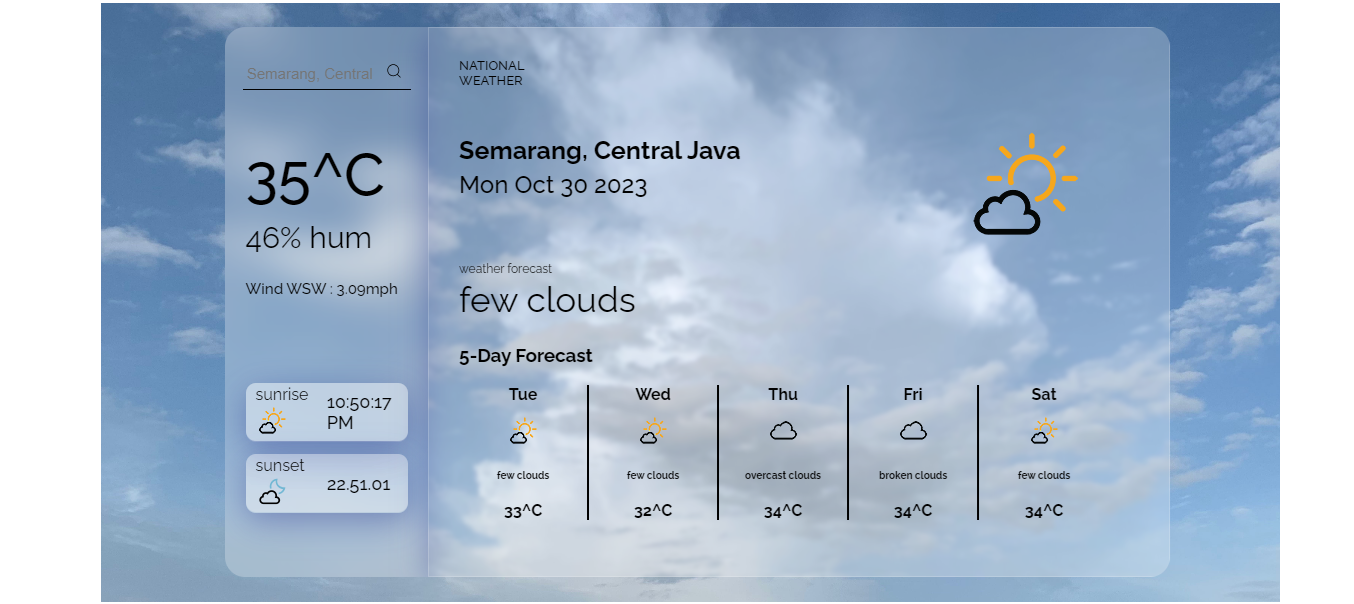 Semarang, Central
35^C
46% hum
Wind WSW : 3.09mph
sunrise
10:50:17
PM
sunset
22.51.01
NATIONAL
WEATHER
Semarang, Central Java
Mon Oct 30 2023
weather forecast
few clouds
5-Day Forecast
Tue Wed Thu Fri Sat
few clouds few clouds overcast clouds broken clouds few clouds
33^C 32^C 34^C 34^C 34^C